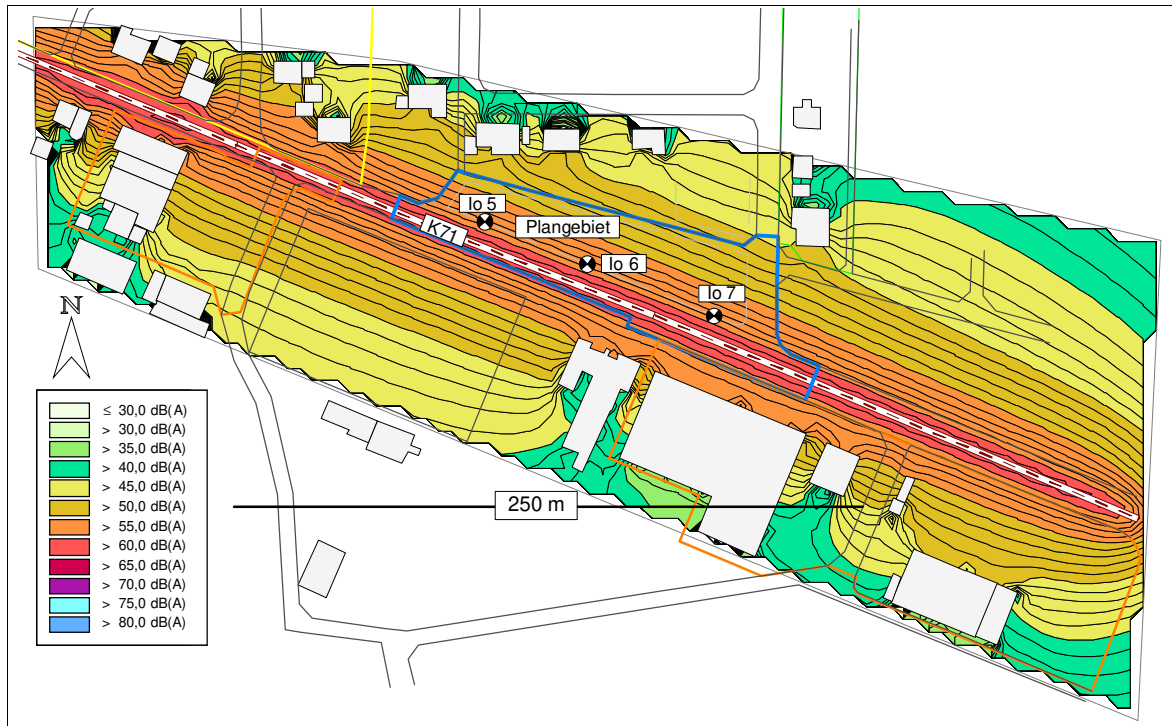 Io 5
Plangebiet
K71
Io 6
Io 7
N
250 m
≤ 30,0 dB(A)
> 30,0 dB(A)
> 35,0 dB(A)
> 40,0 dB(A)
> 45,0 dB(A)
> 50,0 dB(A)
> 55,0 dB(A)
> 60,0 dB(A)
> 65,0 dB(A)
> 70,0 dB(A)
> 75,0 dB(A)
> 80,0 dB(A)